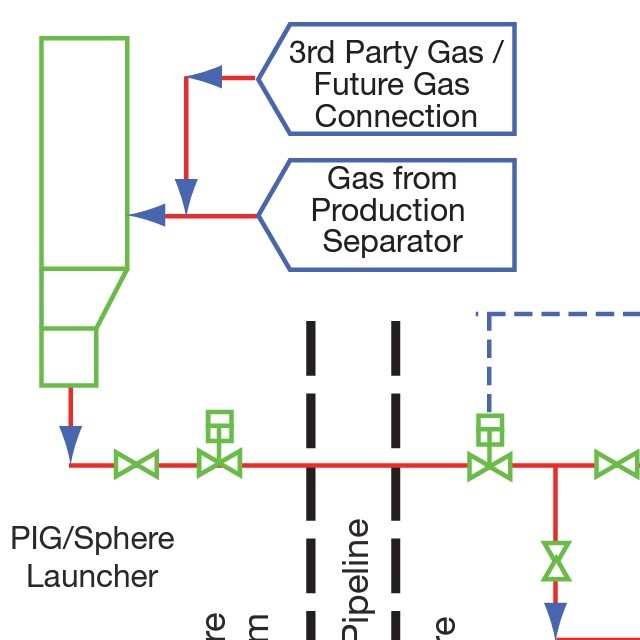 3rd Party Gas /
Future Gas
Connection
Gas from
Production
Separator
PIG/Sphere
Launcher
Pipeline